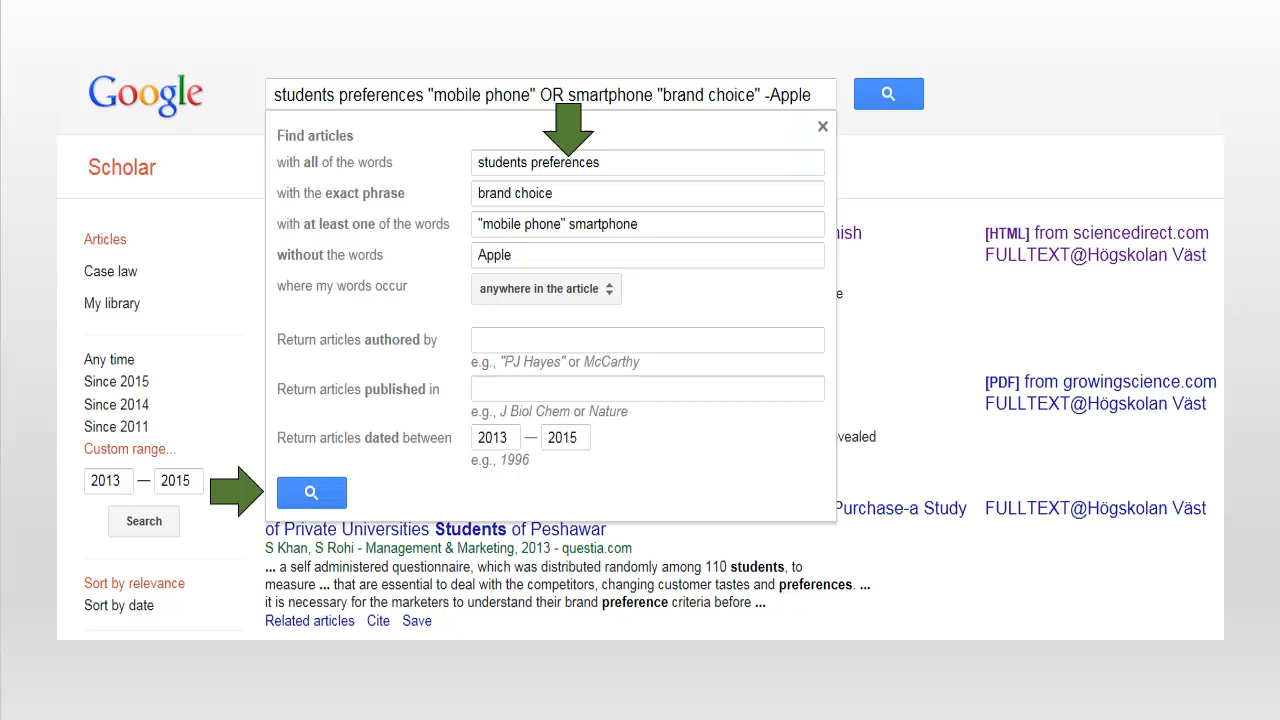 Google
students preferences "mobile phone" OR smartphone "brand choice" -Apple
Scholar
Articles
Case law
My library
Any time
Since 2015
Since 2014
Since 2011
Custom range...
2013 — 2015
Search
Sort by relevance
Sort by date
Find articles
with all of the words students preferences
with the exact phrase brand choice
with at least one of the words "mobile phone" smartphone
without the words Apple
where my words occur anywhere in the article
Return articles authored by
e.g., "PJ Hayes" or McCarthy
Return articles published in
e.g., J Biol Chem or Nature
Return articles dated between 2013 — 2015
e.g., 1996
[HTML] from sciencedirect.com
FULLTEXT@Högskolan Väst
[PDF] from growingscience.com
FULLTEXT@Högskolan Väst
Purchase-a Study FULLTEXT@Högskolan Väst
of Private Universities Students of Peshawar
S Khan, S Rohi - Management & Marketing, 2013 - questia.com
... a self administered questionnaire, which was distributed randomly among 110 students, to
measure ... that are essential to deal with the competitors, changing customer tastes and preferences. ...
it is necessary for the marketers to understand their brand preference criteria before ...
Related articles Cite Save